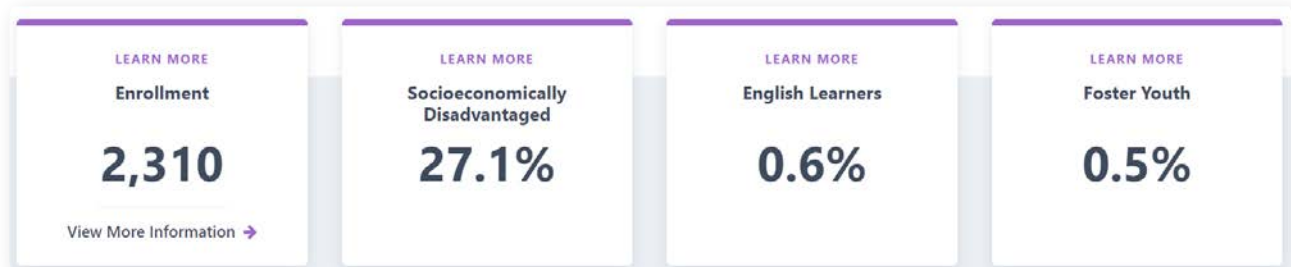 LEARN MORE
Enrollment
2,310
View More Information
LEARN MORE
Socioeconomically
Disadvantaged
27.1%
LEARN MORE
English Learners
0.6%
LEARN MORE
Foster Youth
0.5%